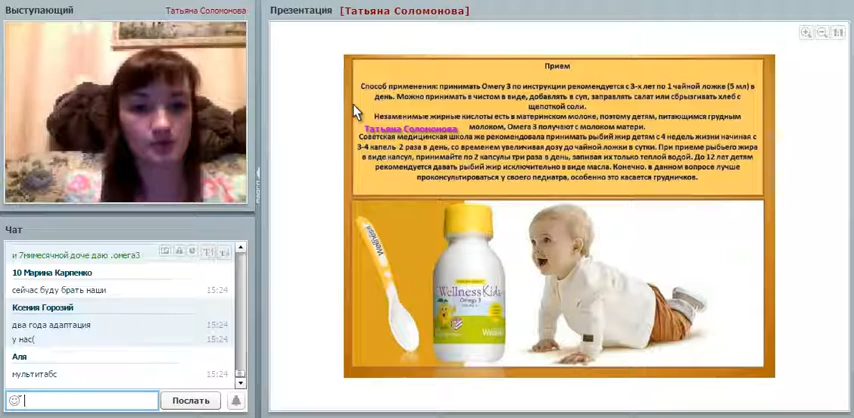 Выступающий
Татьяна Соломонова
Чат
и 7мимесячной доче даю .омега3
10 Марина Карпенко
сейчас буду брать наши
15:24
Ксения Горозий
два года адаптация
15:24
у нас(
15:24
Аля
мультитабс
15:24
Послать
Презентация
[Татьяна Соломонова]
Прием
Способ применения: принимать Омегу 3 по инструкции рекомендуется с 3-х лет по 1 чайной ложке (5 мл) в
день. Можно принимать в чистом в виде, добавлять в суп, заправлять салат или сбрызгивать хлеб с
щепоткой соли.
Незаменимые жирные кислоты есть в материнском молоке, поэтому детям, питающимся грудным
молоком, Омега 3 получают с молоком матери.
Татьяна Соломонова
Советская медицинская школа же рекомендовала принимать рыбий жир детям с 4 недель жизни начиная с
3-4 капель 2 раза в день, со временем увеличивая дозу до чайной ложки в сутки. При приеме рыбьего жира
в виде капсул, принимайте по 2 капсулы три раза в день, запивая их только теплой водой. До 12 лет детям
рекомендуется давать рыбий жир исключительно в виде масла. Конечно. в данном вопросе лучше
проконсультироваться у своего педиатра, особенно это касается грудничков.
Wellness
Wellness Kids
Omega 3